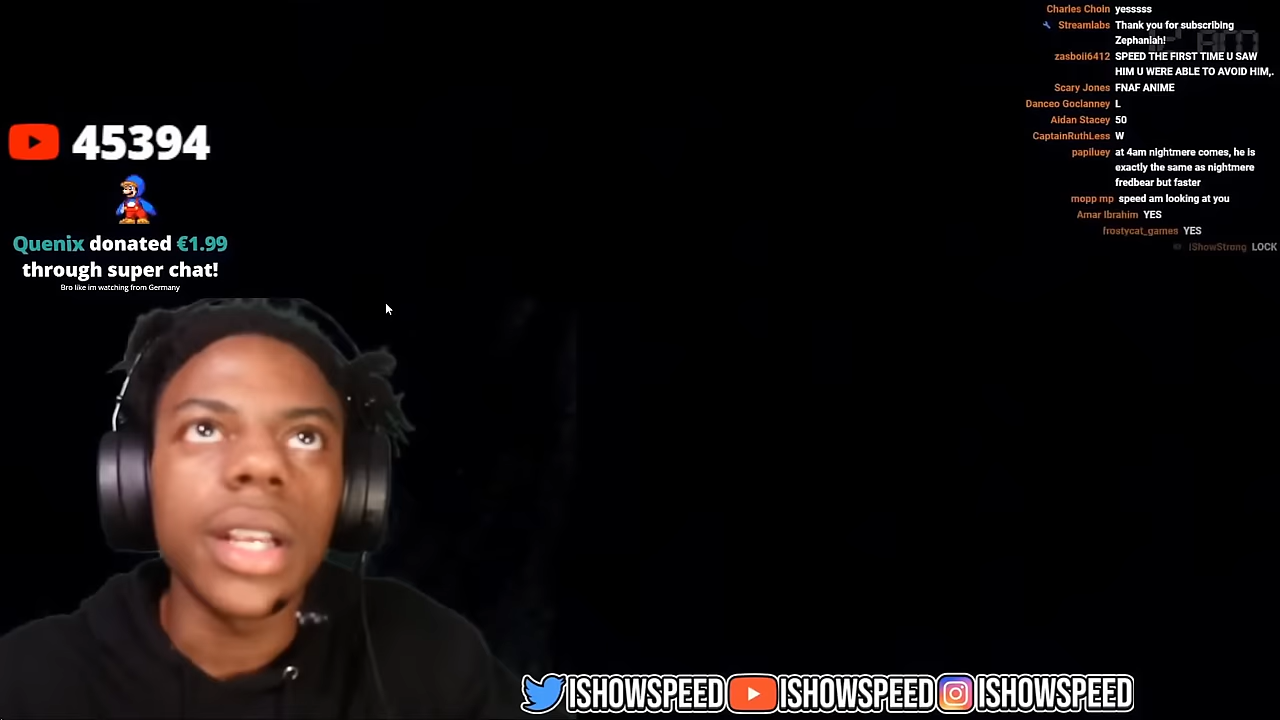 45394
Quenix donated €1.99
through super chat!
Bro like im watching from Germany
Charles Choin yesssss
Streamlabs Thank you for subscribing
Zephaniah!
12 AM
zasboii6412 SPEED THE FIRST TIME U SAW
HIM U WERE ABLE TO AVOID HIM,.
Scary Jones FNAF ANIME
Danceo Goclanney L
Aidan Stacey 50
CaptainRuthLess W
papiluey at 4am nightmere comes, he is
exactly the same as nightmare
fredbear but faster
mopp mp speed am looking at you
Amar Ibrahim YES
frostycat_games YES
IShowStrong LOCK
ISHOWSPEED ISHOWSPEED ISHOWSPEED